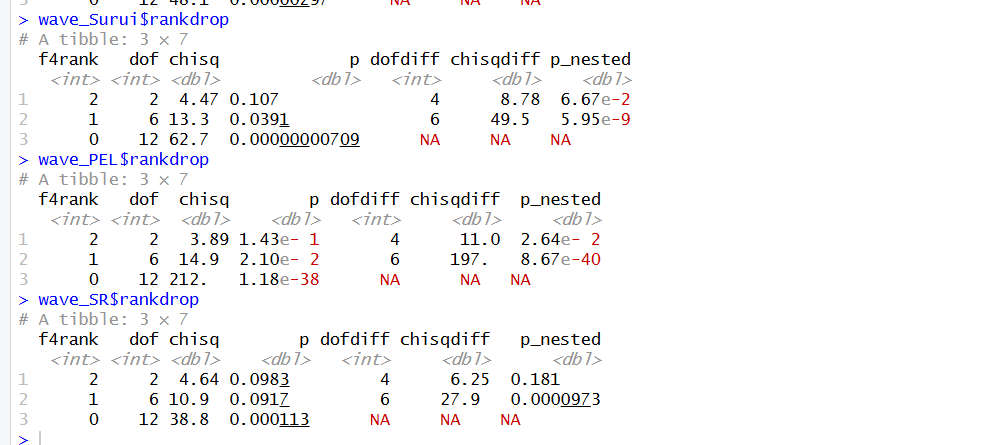 3 0 12 48.1 0.00000297 NA NA NA
> wave_Surui$rankdrop
# A tibble: 3 × 7
f4rank dof chisq p dofdiff chisqdiff p_nested
<int> <int> <dbl> <dbl> <int> <dbl> <dbl>
1 2 2 4.47 0.107 4 8.78 6.67e-2
2 1 6 13.3 0.0391 6 49.5 5.95e-9
3 0 12 62.7 0.00000000709 NA NA NA
> wave_PEL$rankdrop
# A tibble: 3 × 7
f4rank dof chisq p dofdiff chisqdiff p_nested
<int> <int> <dbl> <dbl> <int> <dbl> <dbl>
1 2 2 3.89 1.43e- 1 4 11.0 2.64e- 2
2 1 6 14.9 2.10e- 2 6 197. 8.67e-40
3 0 12 212. 1.18e-38 NA NA NA
> wave_SR$rankdrop
# A tibble: 3 × 7
f4rank dof chisq p dofdiff chisqdiff p_nested
<int> <int> <dbl> <dbl> <int> <dbl> <dbl>
1 2 2 4.64 0.0983 4 6.25 0.181
2 1 6 10.9 0.0917 6 27.9 0.0000973
3 0 12 38.8 0.000113 NA NA NA
>